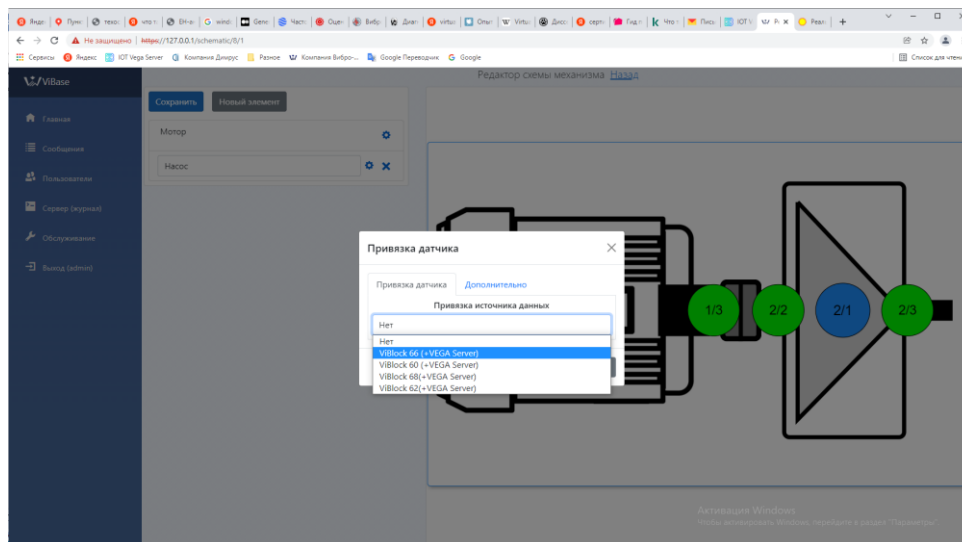 Не защищено | https://127.0.0.1/schematic/8/1
Сервисы Яндекс IOT Vega Server Компания Димрус Разное Компания Вибро-... Google Переводчик Google Список для чтен
ViBase
Редактор схемы механизма Назад
Сохранить Новый элемент
Главная
Мотор
Сообщения
Насос
Пользователи
Сервер (журнал)
Обслуживание
Выход (admin)
Привязка датчика
Привязка датчика Дополнительно
Привязка источника данных
Нет
Нет
ViBlock 66 (+VEGA Server)
ViBlock 60 (+VEGA Server)
ViBlock 68(+VEGA Server)
ViBlock 62(+VEGA Server)
1/3 2/2 2/1 2/3
Активация Windows
Чтобы активировать Windows, перейдите в раздел "Параметры".